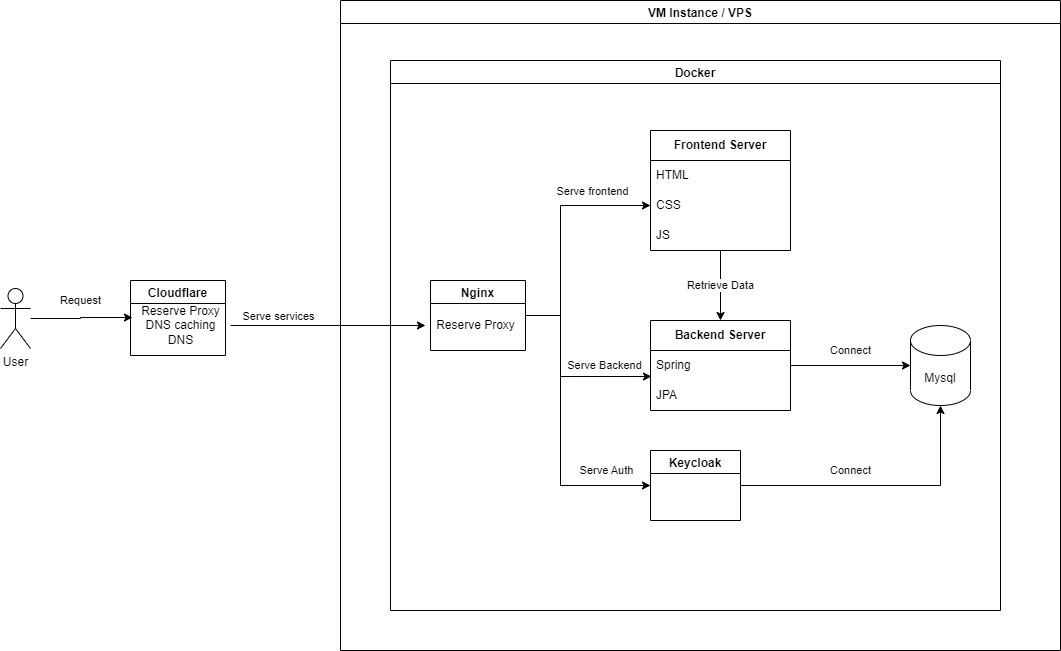 VM Instance / VPS
Docker
Frontend Server
HTML
Serve frontend
CSS
JS
Retrieve Data
User
Request
Cloudflare
Reserve Proxy
DNS caching
DNS
Serve services
Nginx
Reserve Proxy
Backend Server
Serve Backend
Spring
JPA
Connect
Mysql
Serve Auth
Keycloak
Connect